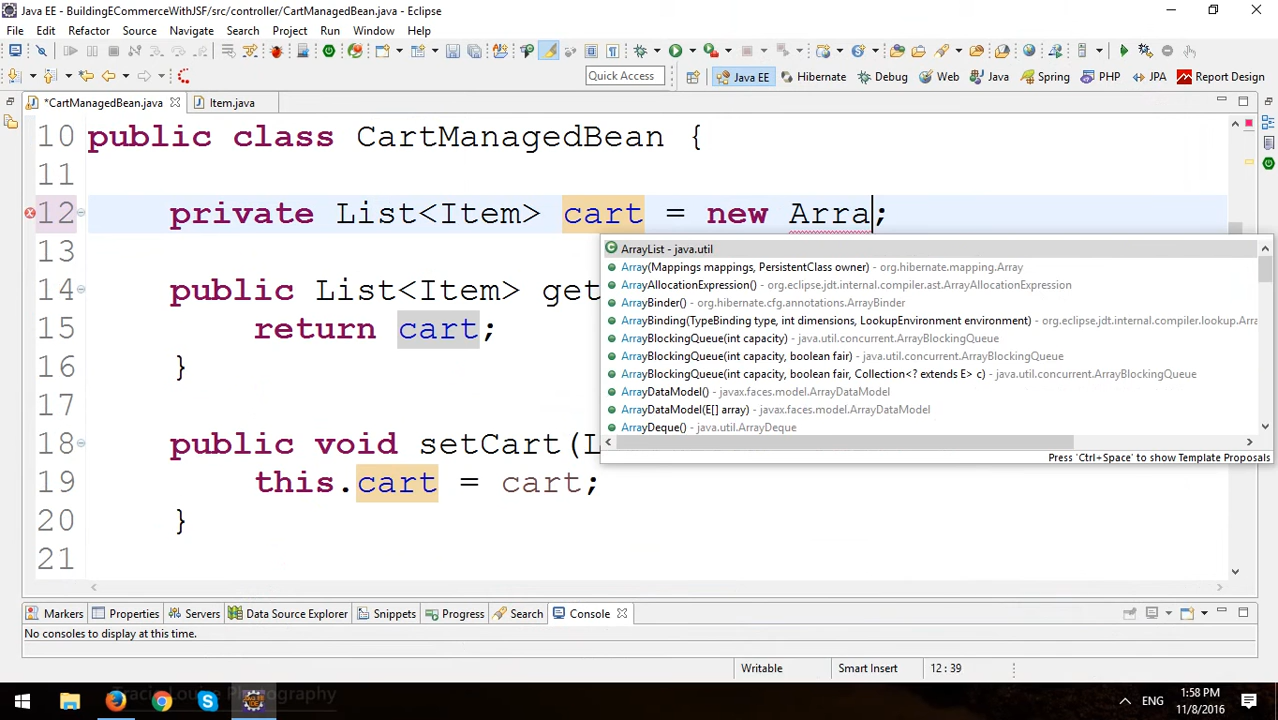 Java EE - BuildingECommerceWithJSF/src/controller/CartManagedBean.java - Eclipse
File Edit Refactor Source Navigate Search Project Run Window Help
Quick Access Java EE Hibernate Debug Web Java Spring PHP JPA Report Design
*CartManagedBean.java Item.java
10 public class CartManagedBean {
11
12 private List<Item> cart = new Arra;
13
ArrayList - java.util
Array(Mappings mappings, PersistentClass owner) - org.hibernate.mapping.Array
ArrayAllocationExpression() - org.eclipse.jdt.internal.compiler.ast.ArrayAllocationExpression
ArrayBinder() - org.hibernate.cfg.annotations.ArrayBinder
ArrayBinding(TypeBinding type, int dimensions, LookupEnvironment environment) - org.eclipse.jdt.internal.compiler.lookup.Arra
ArrayBlockingQueue(int capacity) - java.util.concurrent.ArrayBlockingQueue
ArrayBlockingQueue(int capacity, boolean fair) - java.util.concurrent.ArrayBlockingQueue
ArrayBlockingQueue(int capacity, boolean fair, Collection<? extends E> c) - java.util.concurrent.ArrayBlockingQueue
ArrayDataModel() - javax.faces.model.ArrayDataModel
ArrayDataModel(E[] array) - javax.faces.model.ArrayDataModel
ArrayDeque() - java.util.ArrayDeque
Press 'Ctrl+Space' to show Template Proposals
14 public List<Item> get
15 return cart;
16 }
17
18 public void setCart(L
19 this.cart = cart;
20 }
21
Markers Properties Servers Data Source Explorer Snippets Progress Search Console
No consoles to display at this time.
Writable Smart Insert 12 : 39
ENG 1:58 PM
11/8/2016